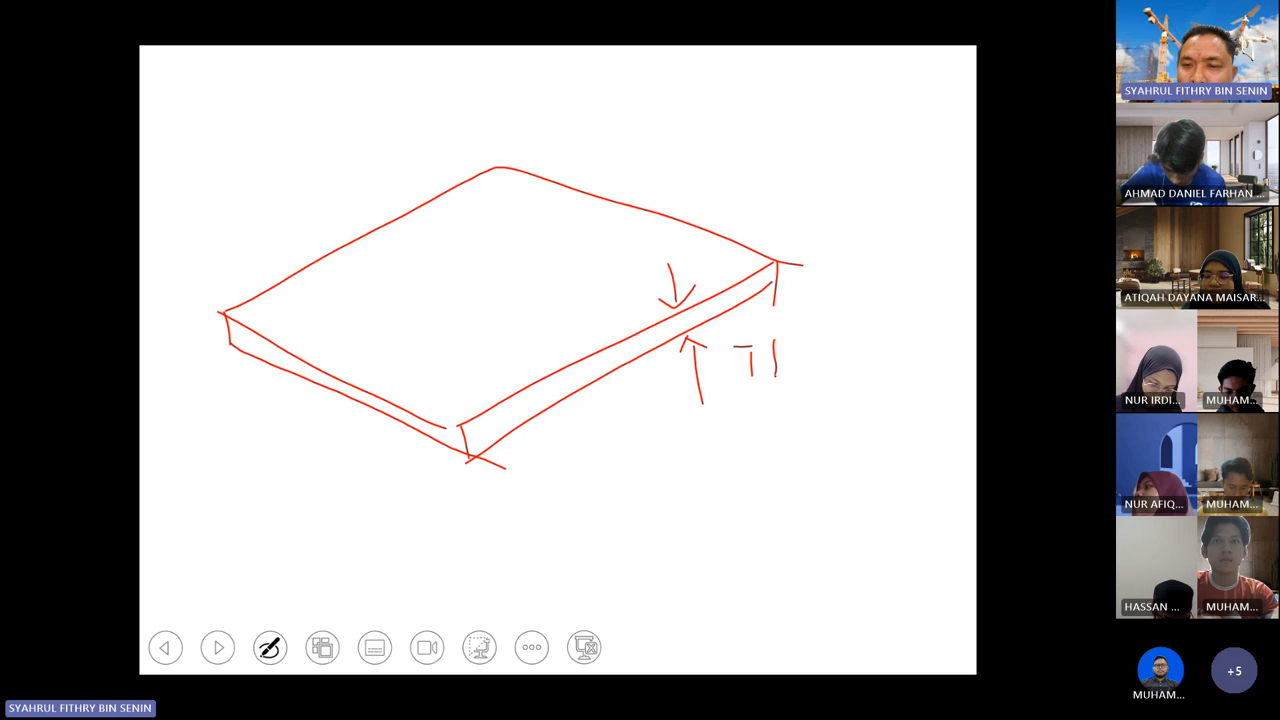 T1
SYAHRUL FITHRY BIN SENIN
AHMAD DANIEL FARHAN ...
ATIQAH DAYANA MAISAR...
NUR IRDI...
MUHAM...
NUR AFIQ...
MUHAM...
HASSAN ...
MUHAM...
MUHAM...
+5
SYAHRUL FITHRY BIN SENIN